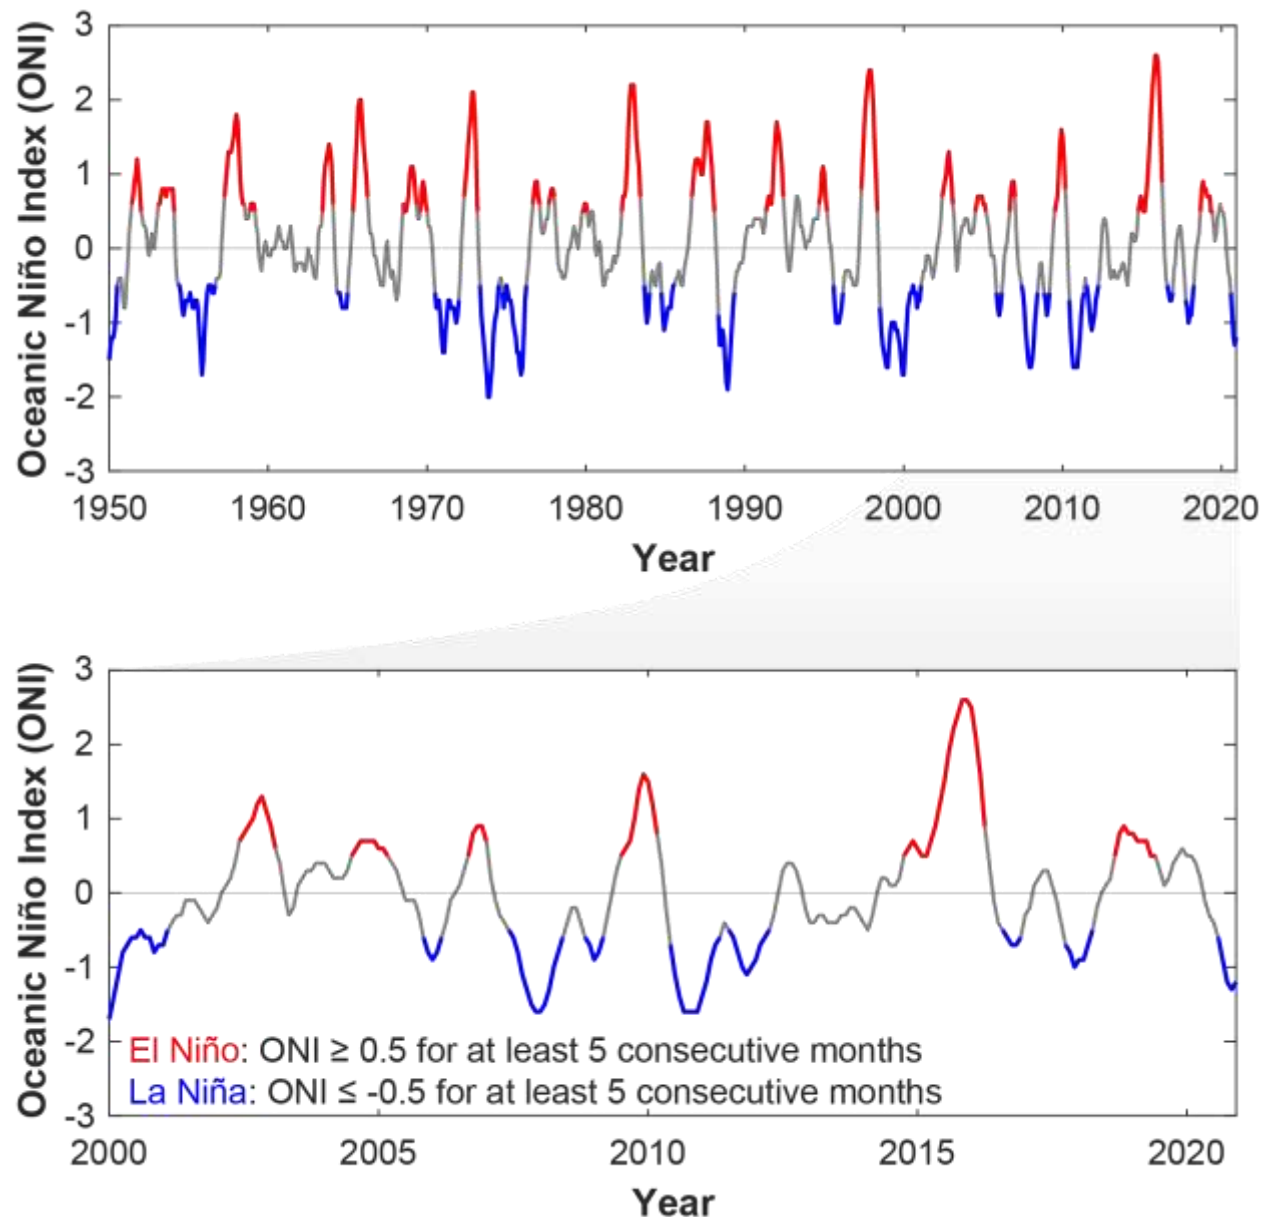 Oceanic Niño Index (ONI)
3
2
1
0
-1
-2
-3
1950 1960 1970 1980 1990 2000 2010 2020
Year
Oceanic Niño Index (ONI)
3
2
1
0
-1
-2
-3
El Niño: ONI ≥ 0.5 for at least 5 consecutive months
La Niña: ONI ≤ -0.5 for at least 5 consecutive months
2000 2005 2010 2015 2020
Year